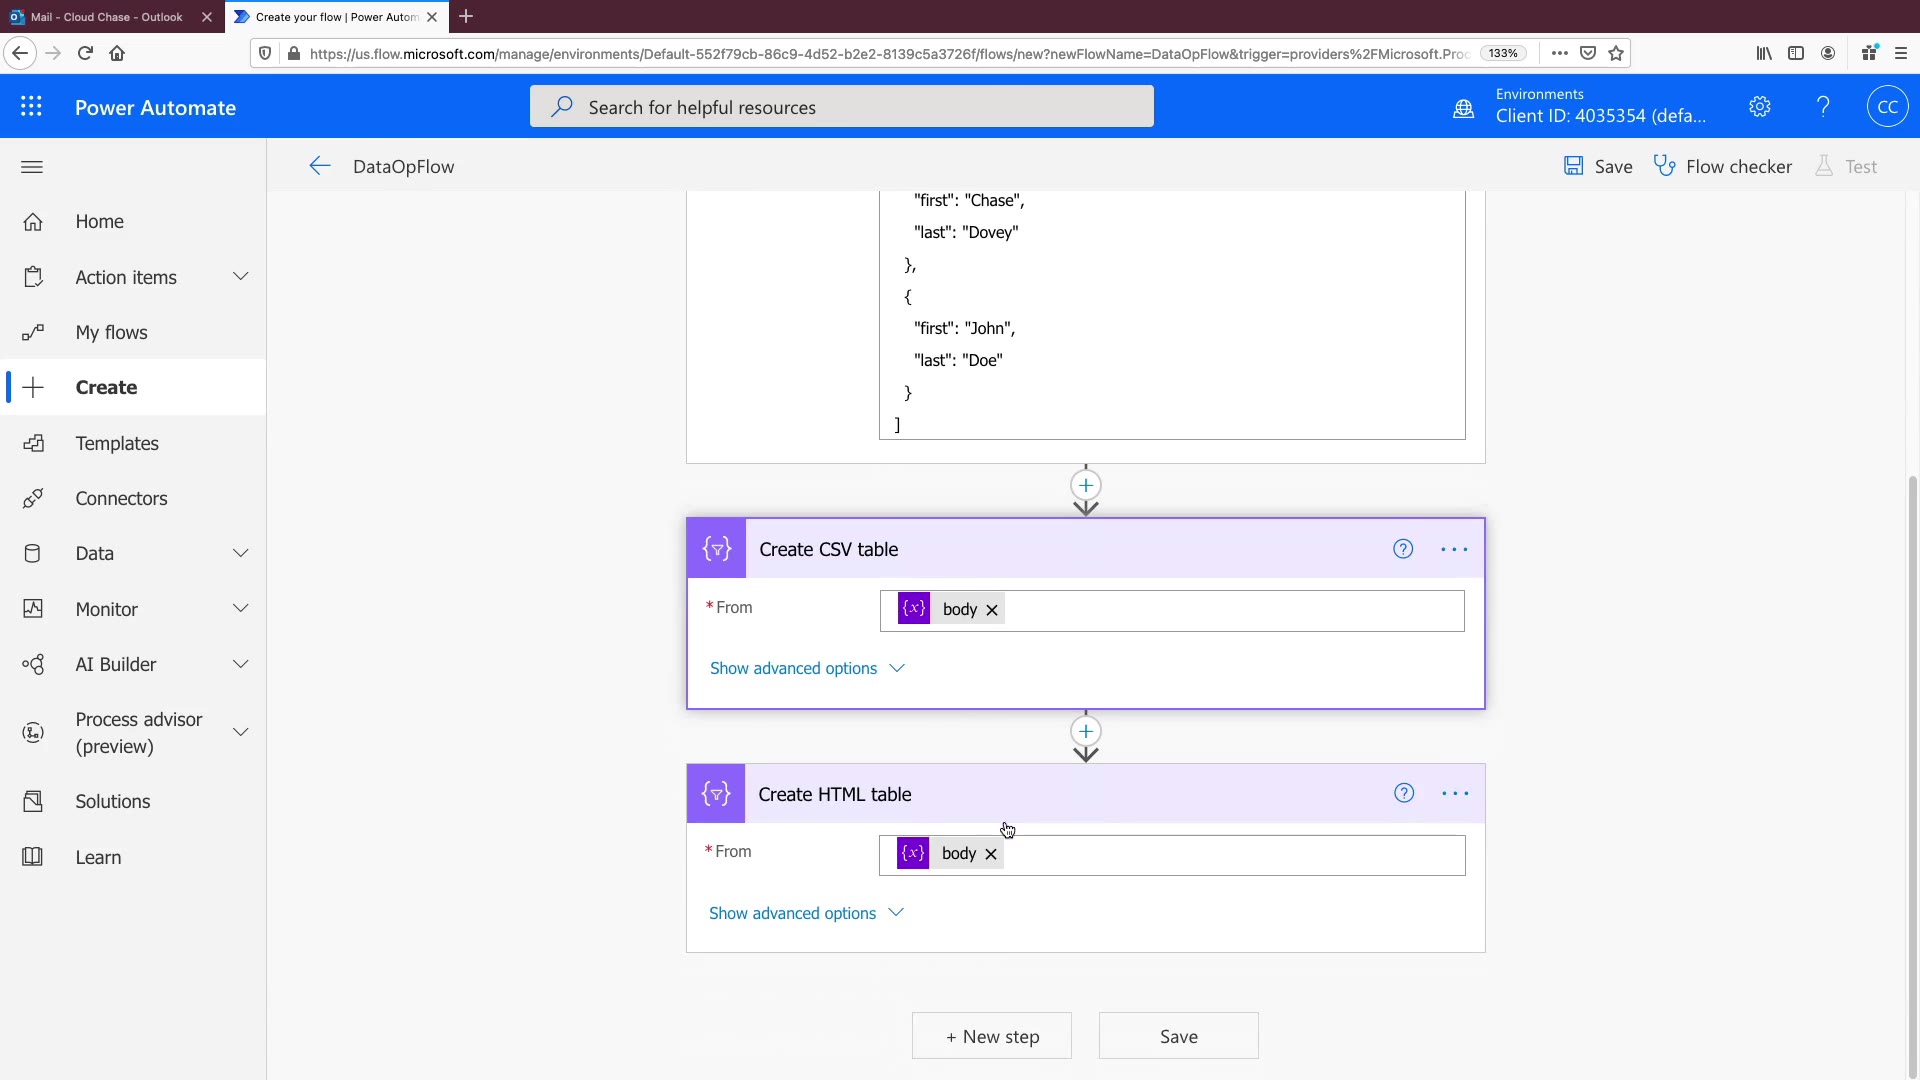 Mail - Cloud Chase - Outlook
Create your flow | Power Autom
https://us.flow.microsoft.com/manage/environments/Default-552f79cb-86c9-4d52-b2e2-8139c5a3726f/flows/new?newFlowName=DataOpFlow&trigger=providers%2FMicrosoft.Proc
133%
Power Automate
Search for helpful resources
Environments
Client ID: 4035354 (defa...
CC
DataOpFlow
Save
Flow checker
Test
Home
Action items
My flows
Create
Templates
Connectors
Data
Monitor
AI Builder
Process advisor
(preview)
Solutions
Learn
"first": "Chase",
"last": "Dovey"
},
{
"first": "John",
"last": "Doe"
}
]
Create CSV table
* From
{x} body
Show advanced options
Create HTML table
* From
{x} body
Show advanced options
+ New step
Save